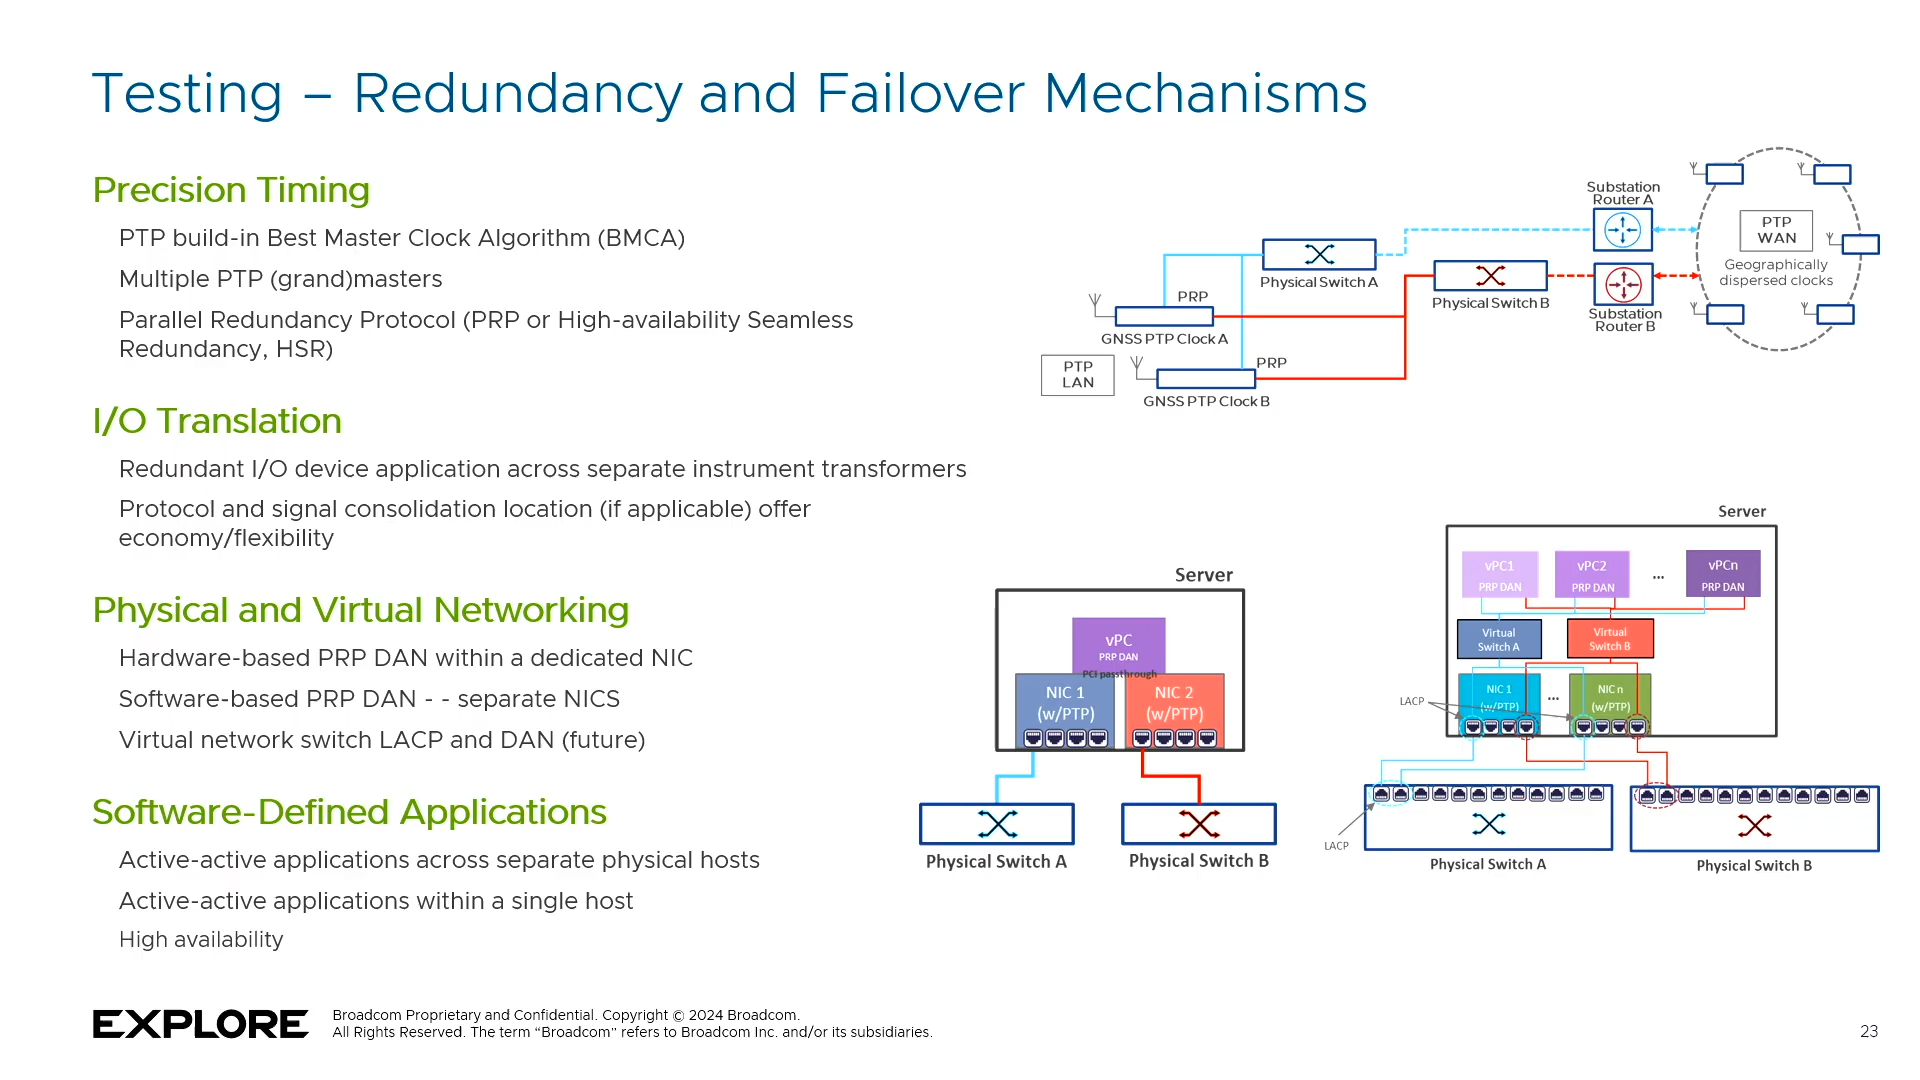 Testing – Redundancy and Failover Mechanisms
Precision Timing
PTP build-in Best Master Clock Algorithm (BMCA)
Multiple PTP (grand)masters
Parallel Redundancy Protocol (PRP or High-availability Seamless
Redundancy, HSR)
I/O Translation
Redundant I/O device application across separate instrument transformers
Protocol and signal consolidation location (if applicable) offer
economy/flexibility
Physical and Virtual Networking
Hardware-based PRP DAN within a dedicated NIC
Software-based PRP DAN - - separate NICS
Virtual network switch LACP and DAN (future)
Software-Defined Applications
Active-active applications across separate physical hosts
Active-active applications within a single host
High availability
Substation
Router A
PTP
WAN
Geographically
dispersed clocks
Physical Switch A
Physical Switch B
Substation
Router B
PRP
GNSS PTP Clock A
PTP
LAN
PRP
GNSS PTP Clock B
Server
vPC
PRP DAN
PCI passthrough
NIC 1
(w/PTP)
NIC 2
(w/PTP)
Physical Switch A
Physical Switch B
Server
vPC1
PRP DAN
vPC2
PRP DAN
...
vPCn
PRP DAN
Virtual
Switch A
Virtual
Switch B
LACP
NIC 1
(w/PTP)
...
NIC n
(w/PTP)
LACP
Physical Switch A
Physical Switch B
EXPLORE
Broadcom Proprietary and Confidential. Copyright © 2024 Broadcom.
All Rights Reserved. The term “Broadcom” refers to Broadcom Inc. and/or its subsidiaries.
23